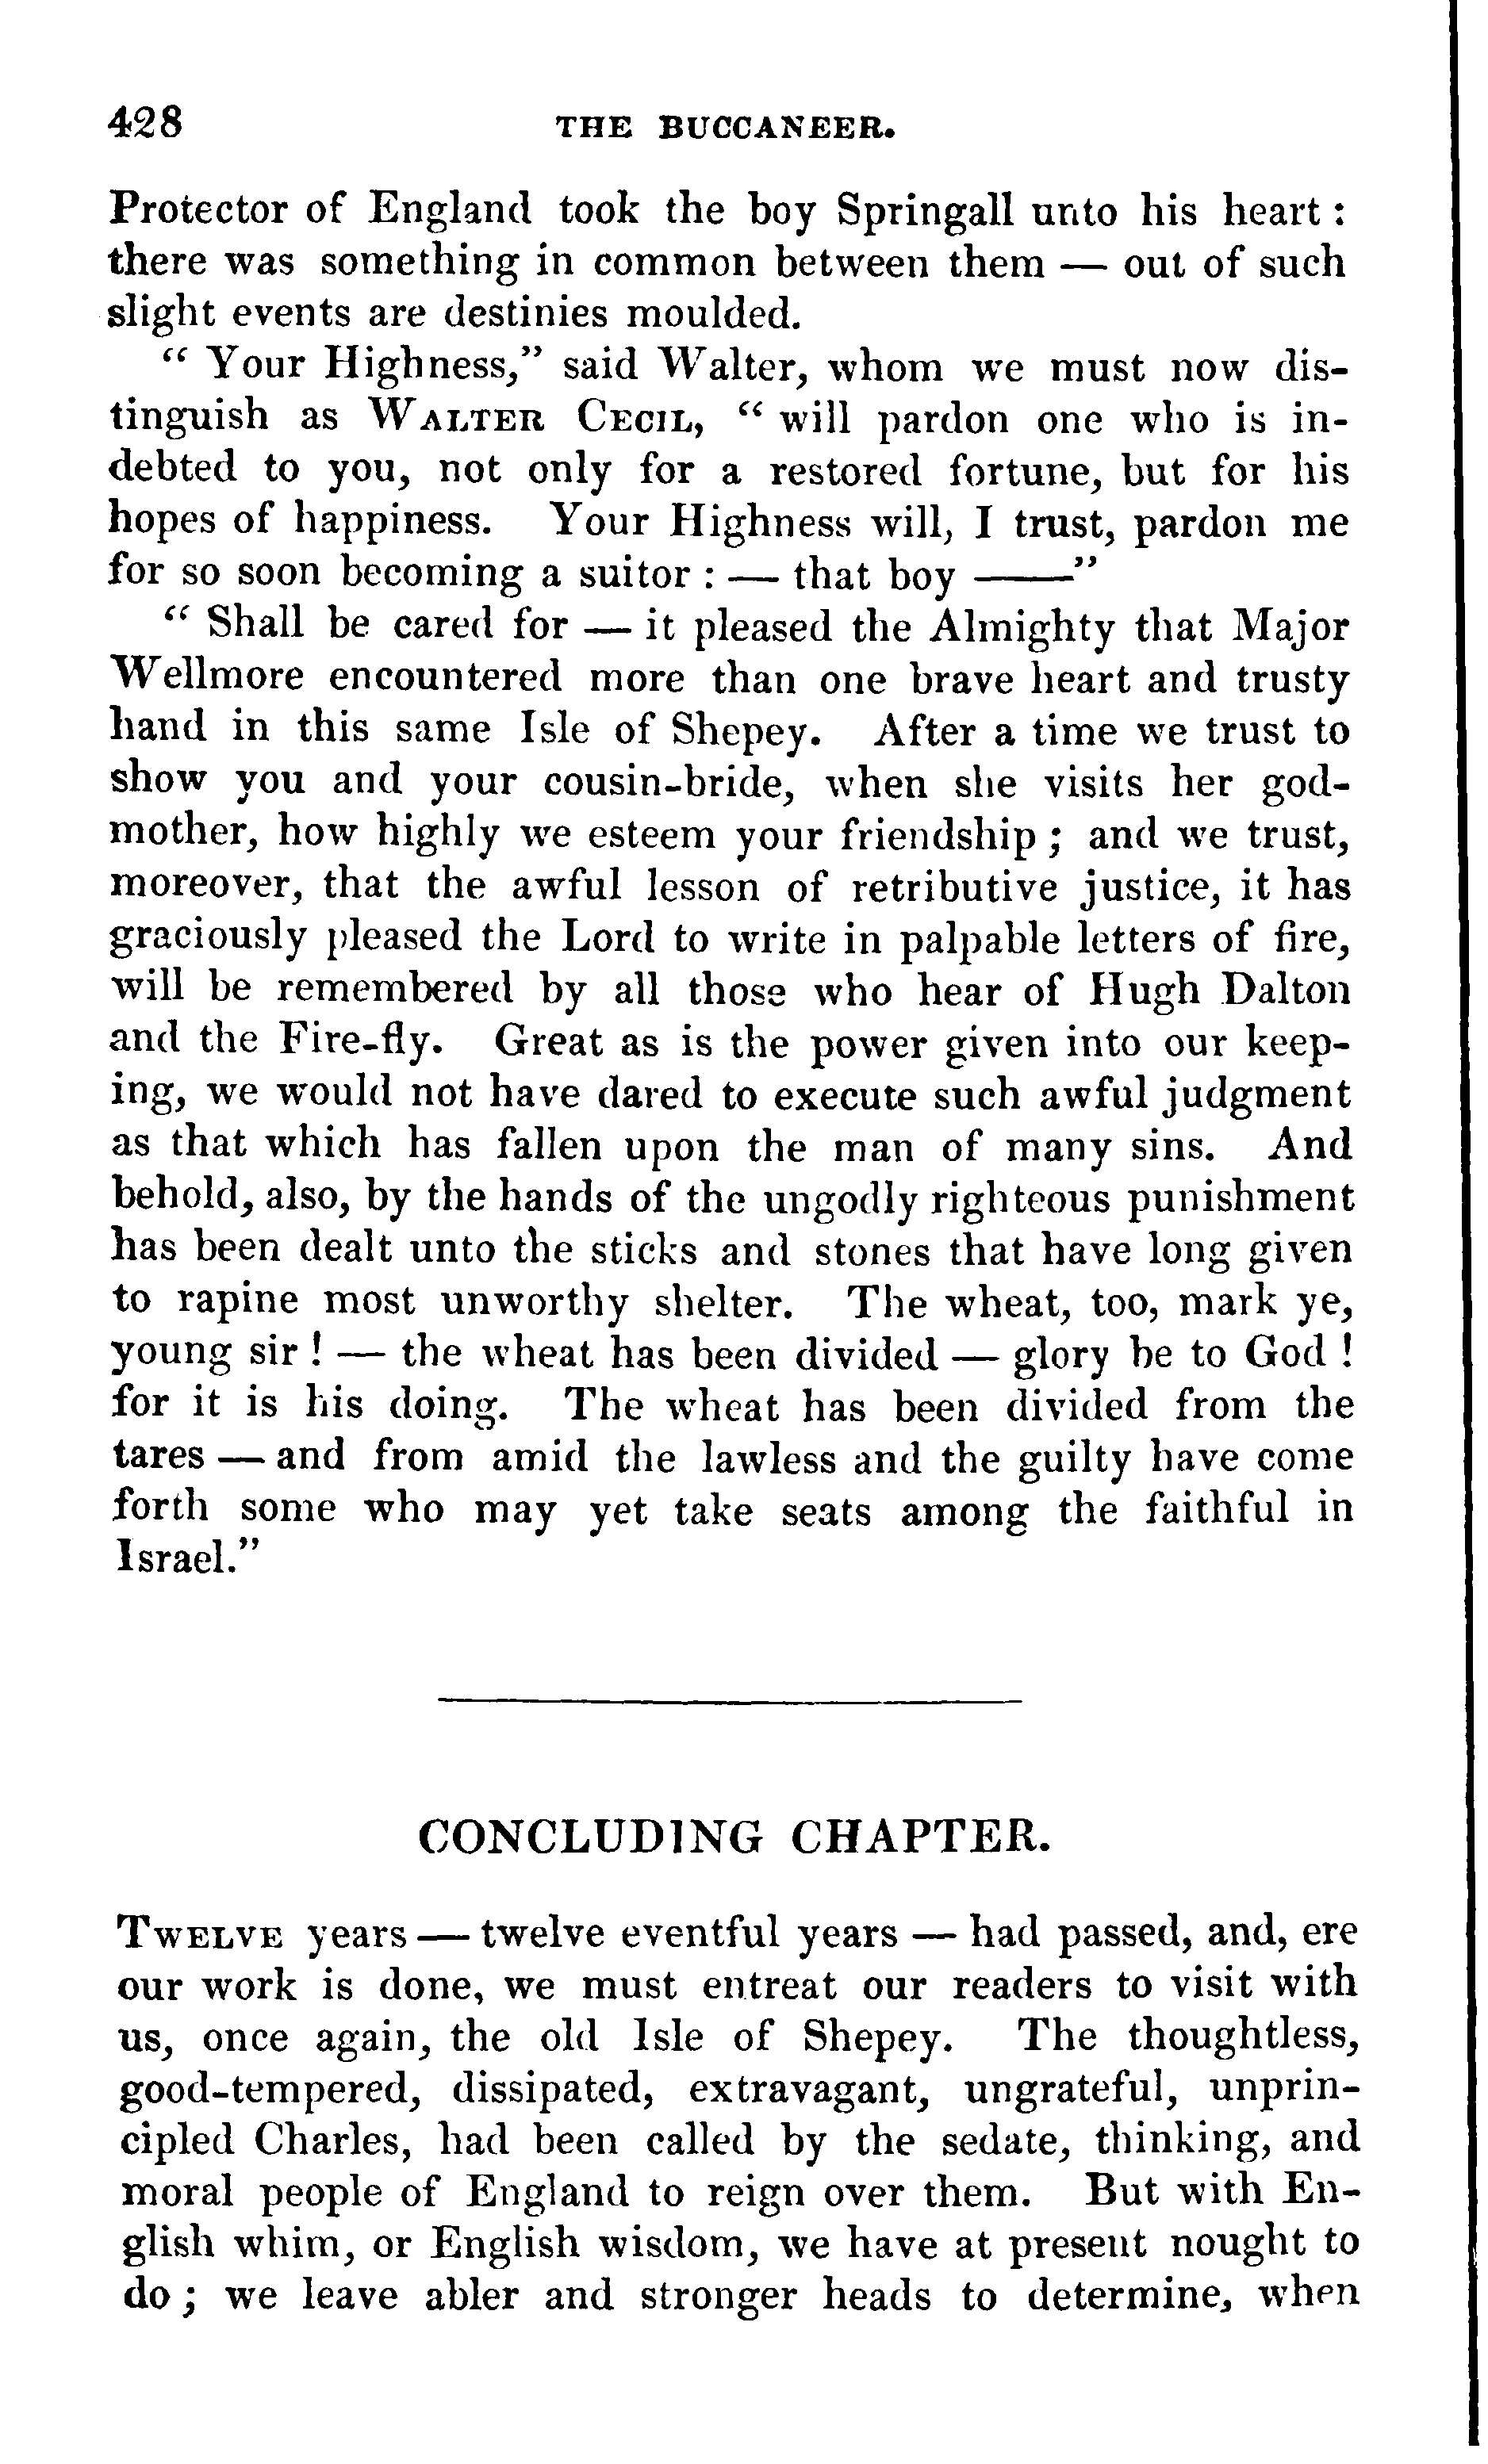 428 THE BUCCANEER.
Protector of England took the boy Springall unto his heart :
there was something in common between them — out of such
slight events are destinies moulded.
“ Your Highness,” said Walter, whom we must now dis-
tinguish as WALTER CECIL, “ will pardon one who is in-
debted to you, not only for a restored fortune, but for his
hopes of happiness. Your Highness will, I trust, pardon me
for so soon becoming a suitor : — that boy ——”
“ Shall be cared for — it pleased the Almighty that Major
Wellmore encountered more than one brave heart and trusty
hand in this same Isle of Shepey. After a time we trust to
show you and your cousin-bride, when she visits her god-
mother, how highly we esteem your friendship ; and we trust,
moreover, that the awful lesson of retributive justice, it has
graciously pleased the Lord to write in palpable letters of fire,
will be remembered by all those who hear of Hugh Dalton
and the Fire-fly. Great as is the power given into our keep-
ing, we would not have dared to execute such awful judgment
as that which has fallen upon the man of many sins. And
behold, also, by the hands of the ungodly righteous punishment
has been dealt unto the sticks and stones that have long given
to rapine most unworthy shelter. The wheat, too, mark ye,
young sir ! — the wheat has been divided — glory be to God !
for it is his doing. The wheat has been divided from the
tares — and from amid the lawless and the guilty have come
forth some who may yet take seats among the faithful in
Israel.”
CONCLUDING CHAPTER.
TWELVE years — twelve eventful years — had passed, and, ere
our work is done, we must entreat our readers to visit with
us, once again, the old Isle of Shepey. The thoughtless,
good-tempered, dissipated, extravagant, ungrateful, unprin-
cipled Charles, had been called by the sedate, thinking, and
moral people of England to reign over them. But with En-
glish whim, or English wisdom, we have at present nought to
do ; we leave abler and stronger heads to determine, when